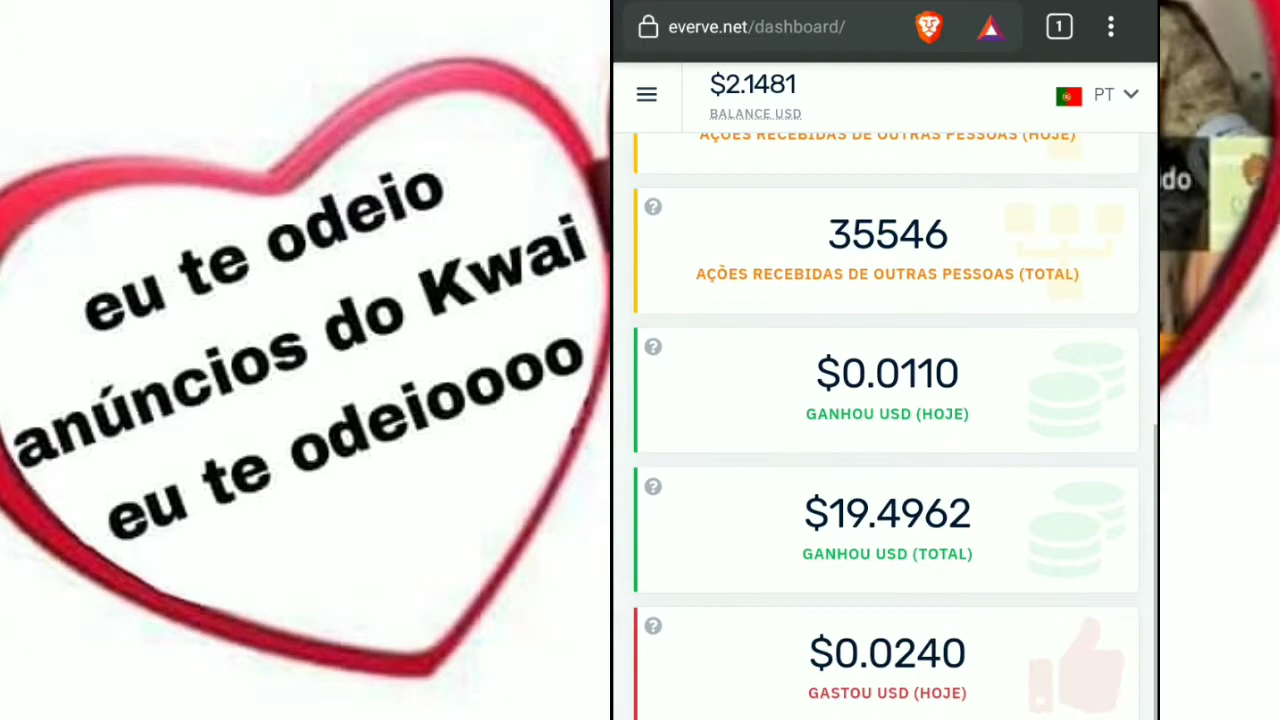 eu te odeio
anúncios do Kwai
eu te odeioooo
everve.net/dashboard/
1
$2.1481
BALANCE USD
PT
AÇÕES RECEBIDAS DE OUTRAS PESSOAS (HOJE)
35546
AÇÕES RECEBIDAS DE OUTRAS PESSOAS (TOTAL)
$0.0110
GANHOU USD (HOJE)
$19.4962
GANHOU USD (TOTAL)
$0.0240
GASTOU USD (HOJE)